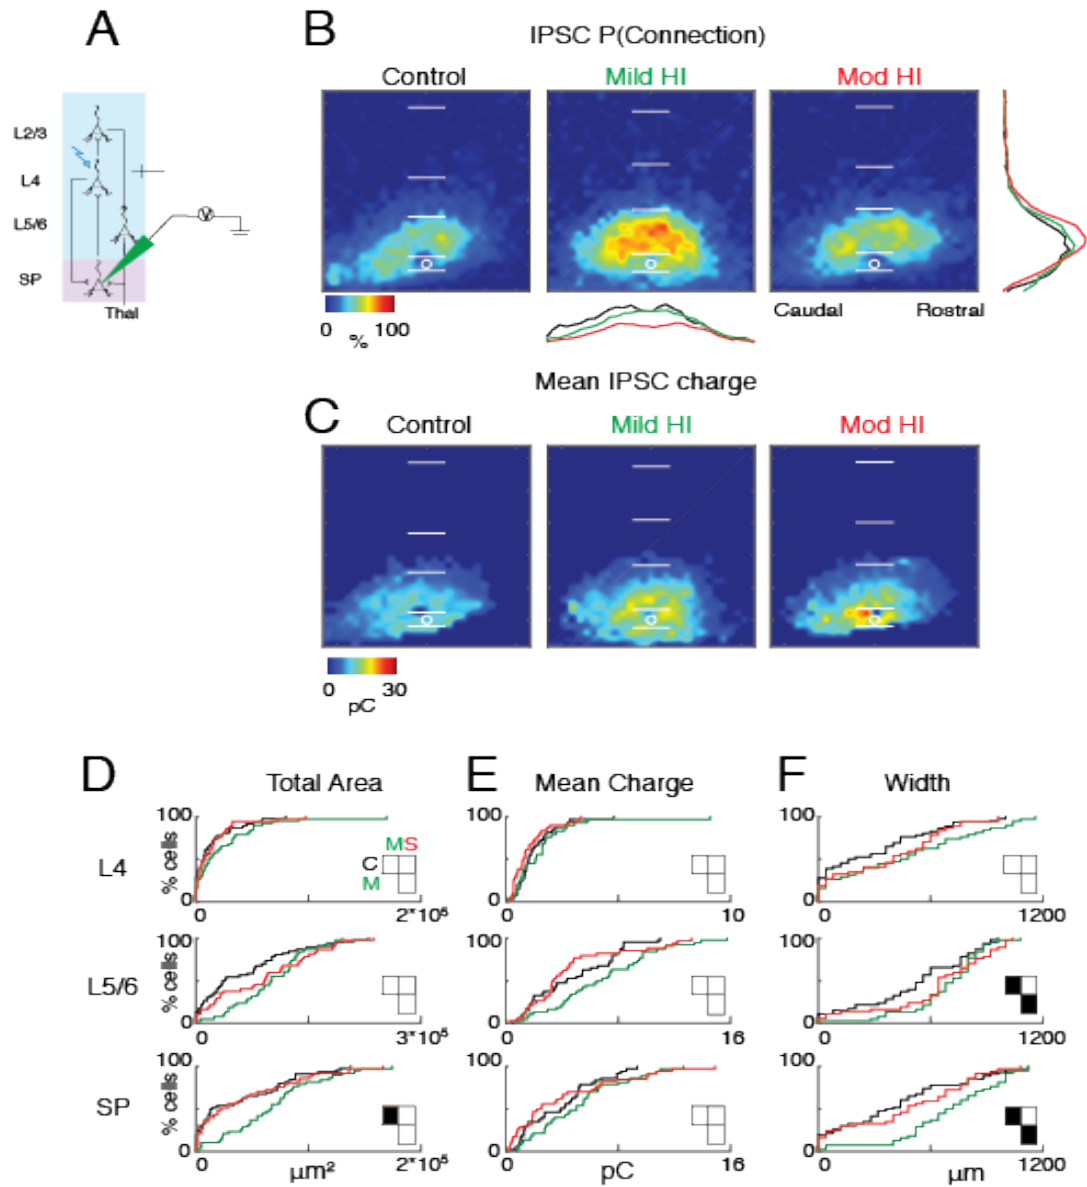 A
L2/3
L4
L5/6
SP
V
Thal
B
IPSC P(Connection)
Control
Mild HI
Mod HI
0
100
%
Caudal
Rostral
Mean IPSC charge
C
Control
Mild HI
Mod HI
0
30
pC
D
Total Area
E
Mean Charge
F
Width
L4
% cells
100
0
0
2*10⁵
MS
C
M
100
0
0
10
100
0
0
1200
L5/6
% cells
100
0
0
3*10⁵
100
0
0
16
100
0
0
1200
SP
% cells
100
0
0
2*10⁵
µm²
100
0
0
16
pC
100
0
0
1200
µm